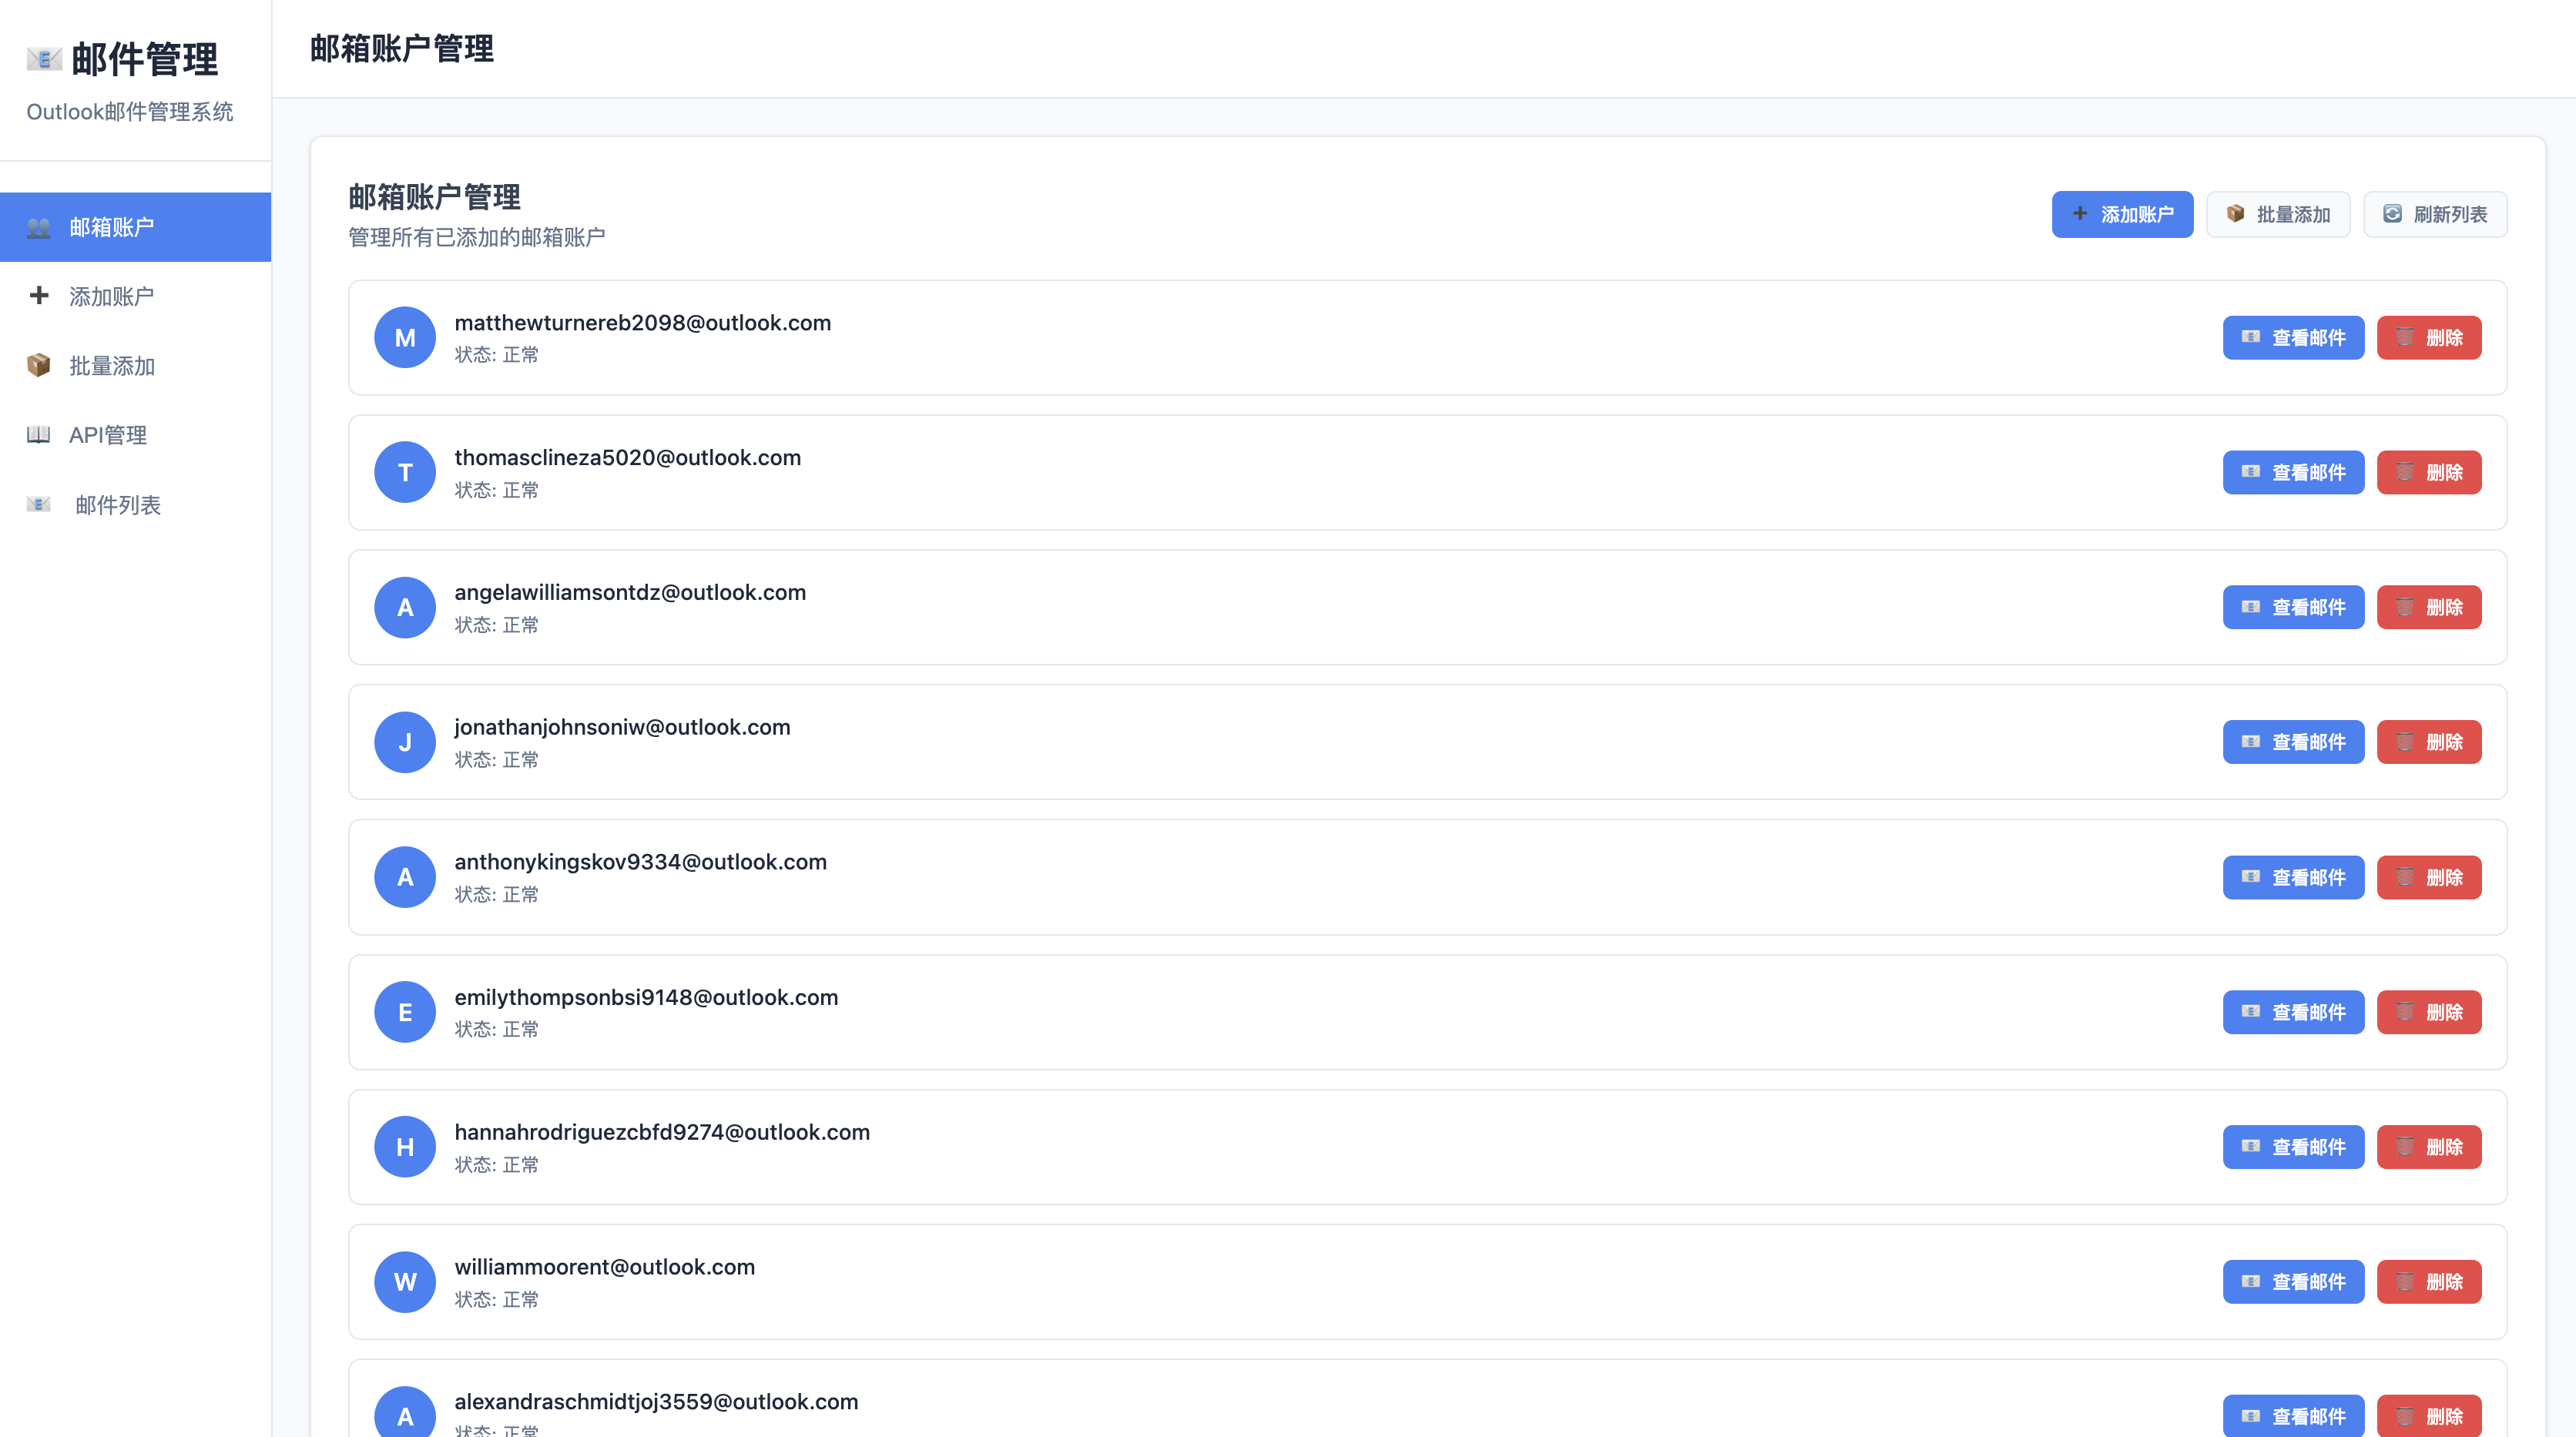 邮件管理
Outlook邮件管理系统
邮箱账户
添加账户
批量添加
API管理
邮件列表
邮箱账户管理
邮箱账户管理
管理所有已添加的邮箱账户
添加账户
批量添加
刷新列表
M
matthewturnereb2098@outlook.com
状态: 正常
查看邮件
删除
T
thomasclineza5020@outlook.com
状态: 正常
查看邮件
删除
A
angelawilliamsontdz@outlook.com
状态: 正常
查看邮件
删除
J
jonathanjohnsoniw@outlook.com
状态: 正常
查看邮件
删除
A
anthonykingskov9334@outlook.com
状态: 正常
查看邮件
删除
E
emilythompsonbsi9148@outlook.com
状态: 正常
查看邮件
删除
H
hannahrodriguezcbfd9274@outlook.com
状态: 正常
查看邮件
删除
W
williammoorent@outlook.com
状态: 正常
查看邮件
删除
A
alexandraschmidtjoj3559@outlook.com
状态: 正常
查看邮件
删除